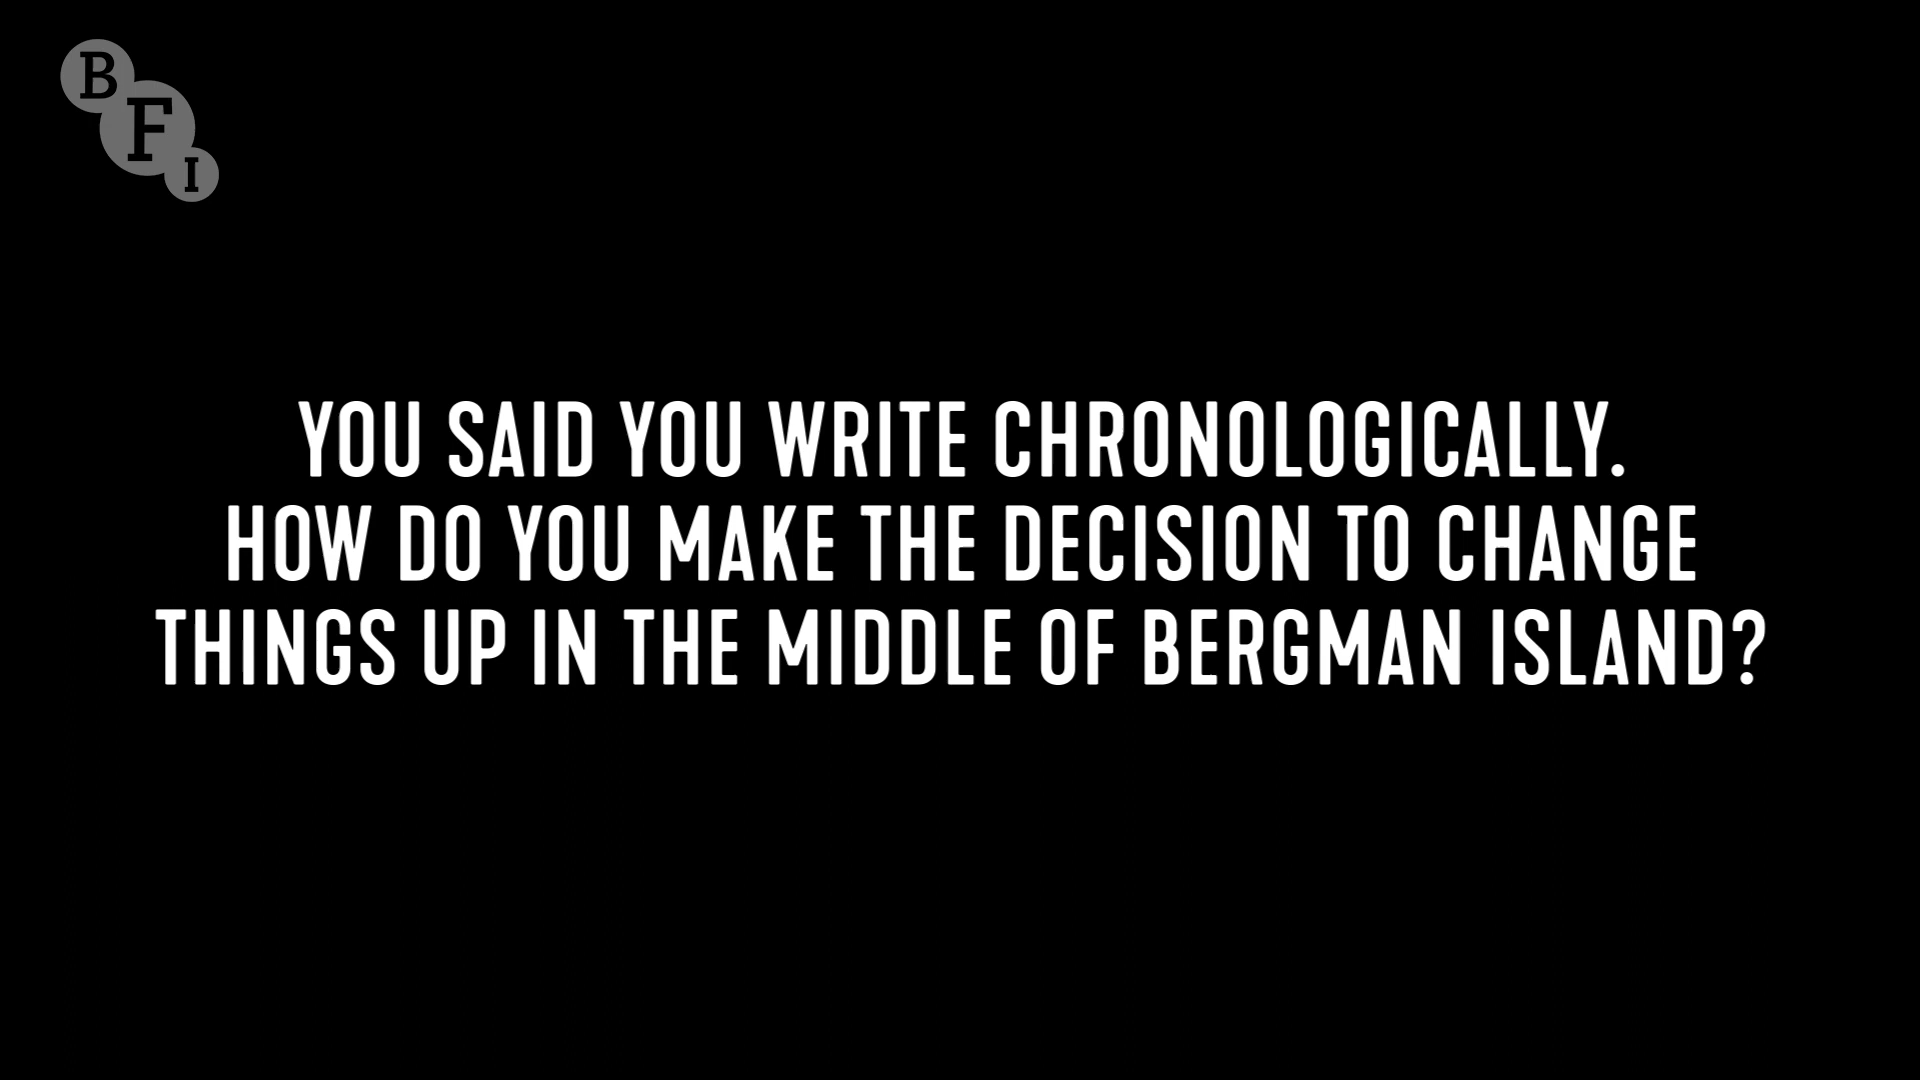 BFI
YOU SAID YOU WRITE CHRONOLOGICALLY.
HOW DO YOU MAKE THE DECISION TO CHANGE
THINGS UP IN THE MIDDLE OF BERGMAN ISLAND?